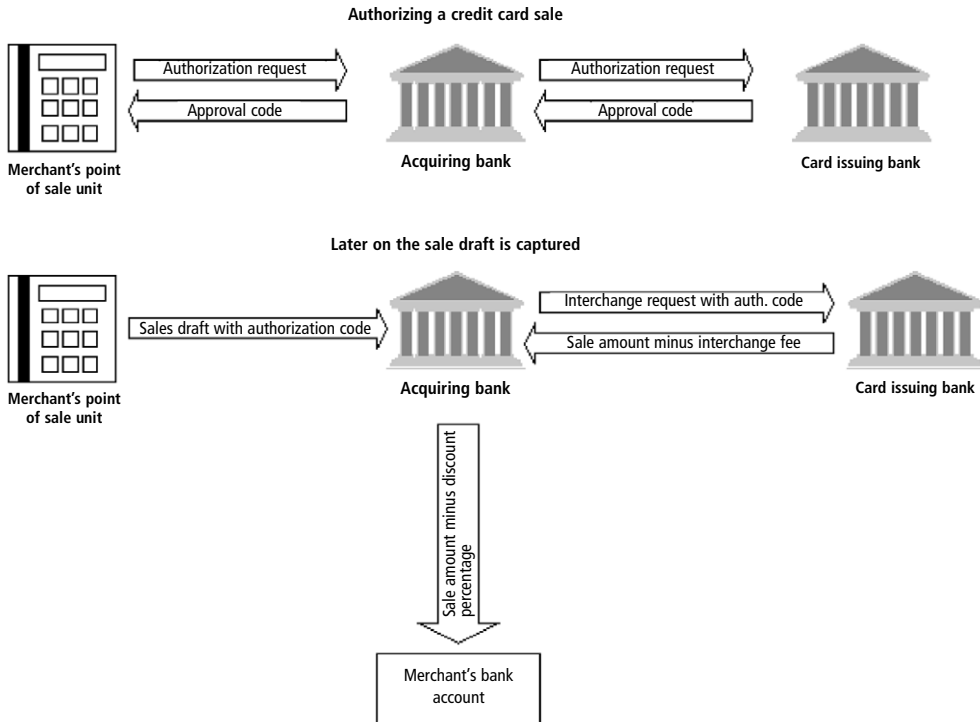 Authorizing a credit card sale
Authorization request
Authorization request
Approval code
Approval code
Merchant's point
of sale unit
Acquiring bank
Card issuing bank
Later on the sale draft is captured
Sales draft with authorization code
Interchange request with auth. code
Sale amount minus interchange fee
Merchant's point
of sale unit
Acquiring bank
Card issuing bank
Sale amount minus discount
percentage
Merchant's bank
account